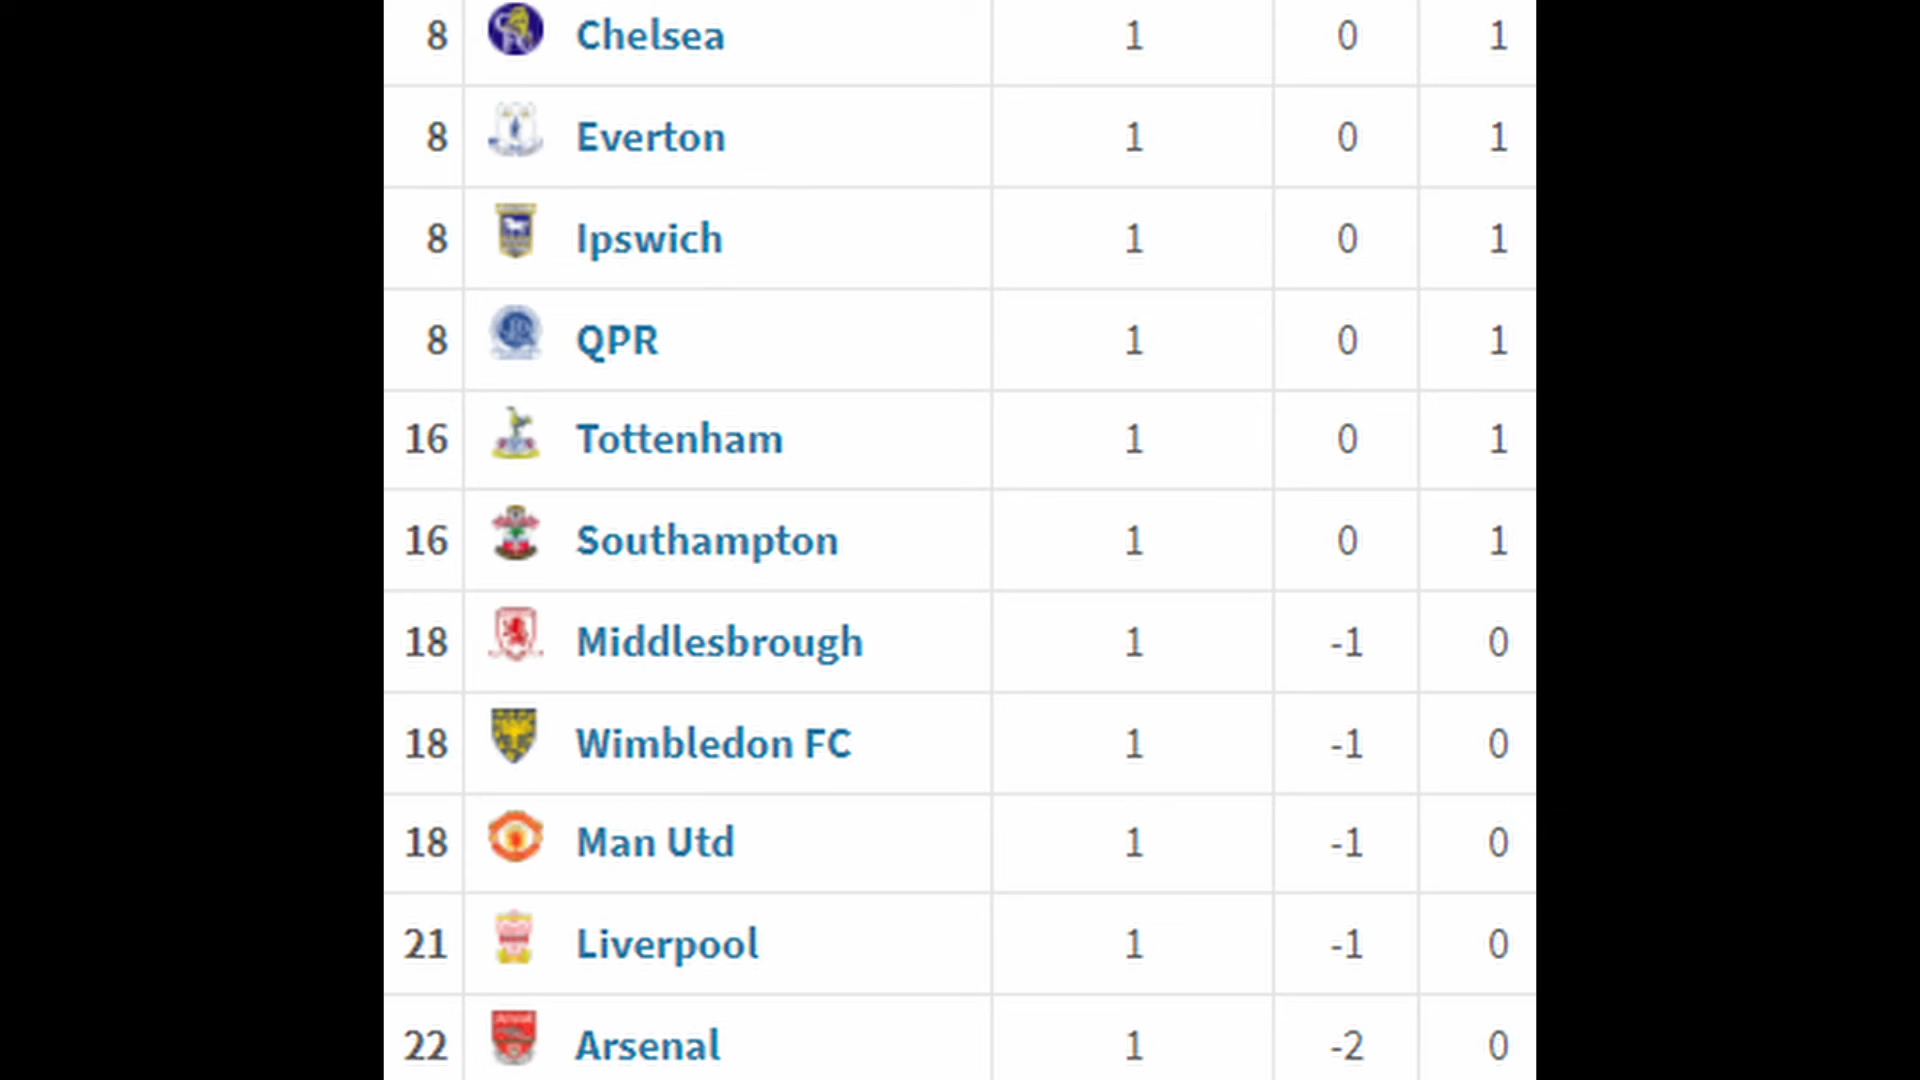 8 Chelsea 1 0 1
8 Everton 1 0 1
8 Ipswich 1 0 1
8 QPR 1 0 1
16 Tottenham 1 0 1
16 Southampton 1 0 1
18 Middlesbrough 1 -1 0
18 Wimbledon FC 1 -1 0
18 Man Utd 1 -1 0
21 Liverpool 1 -1 0
22 Arsenal 1 -2 0